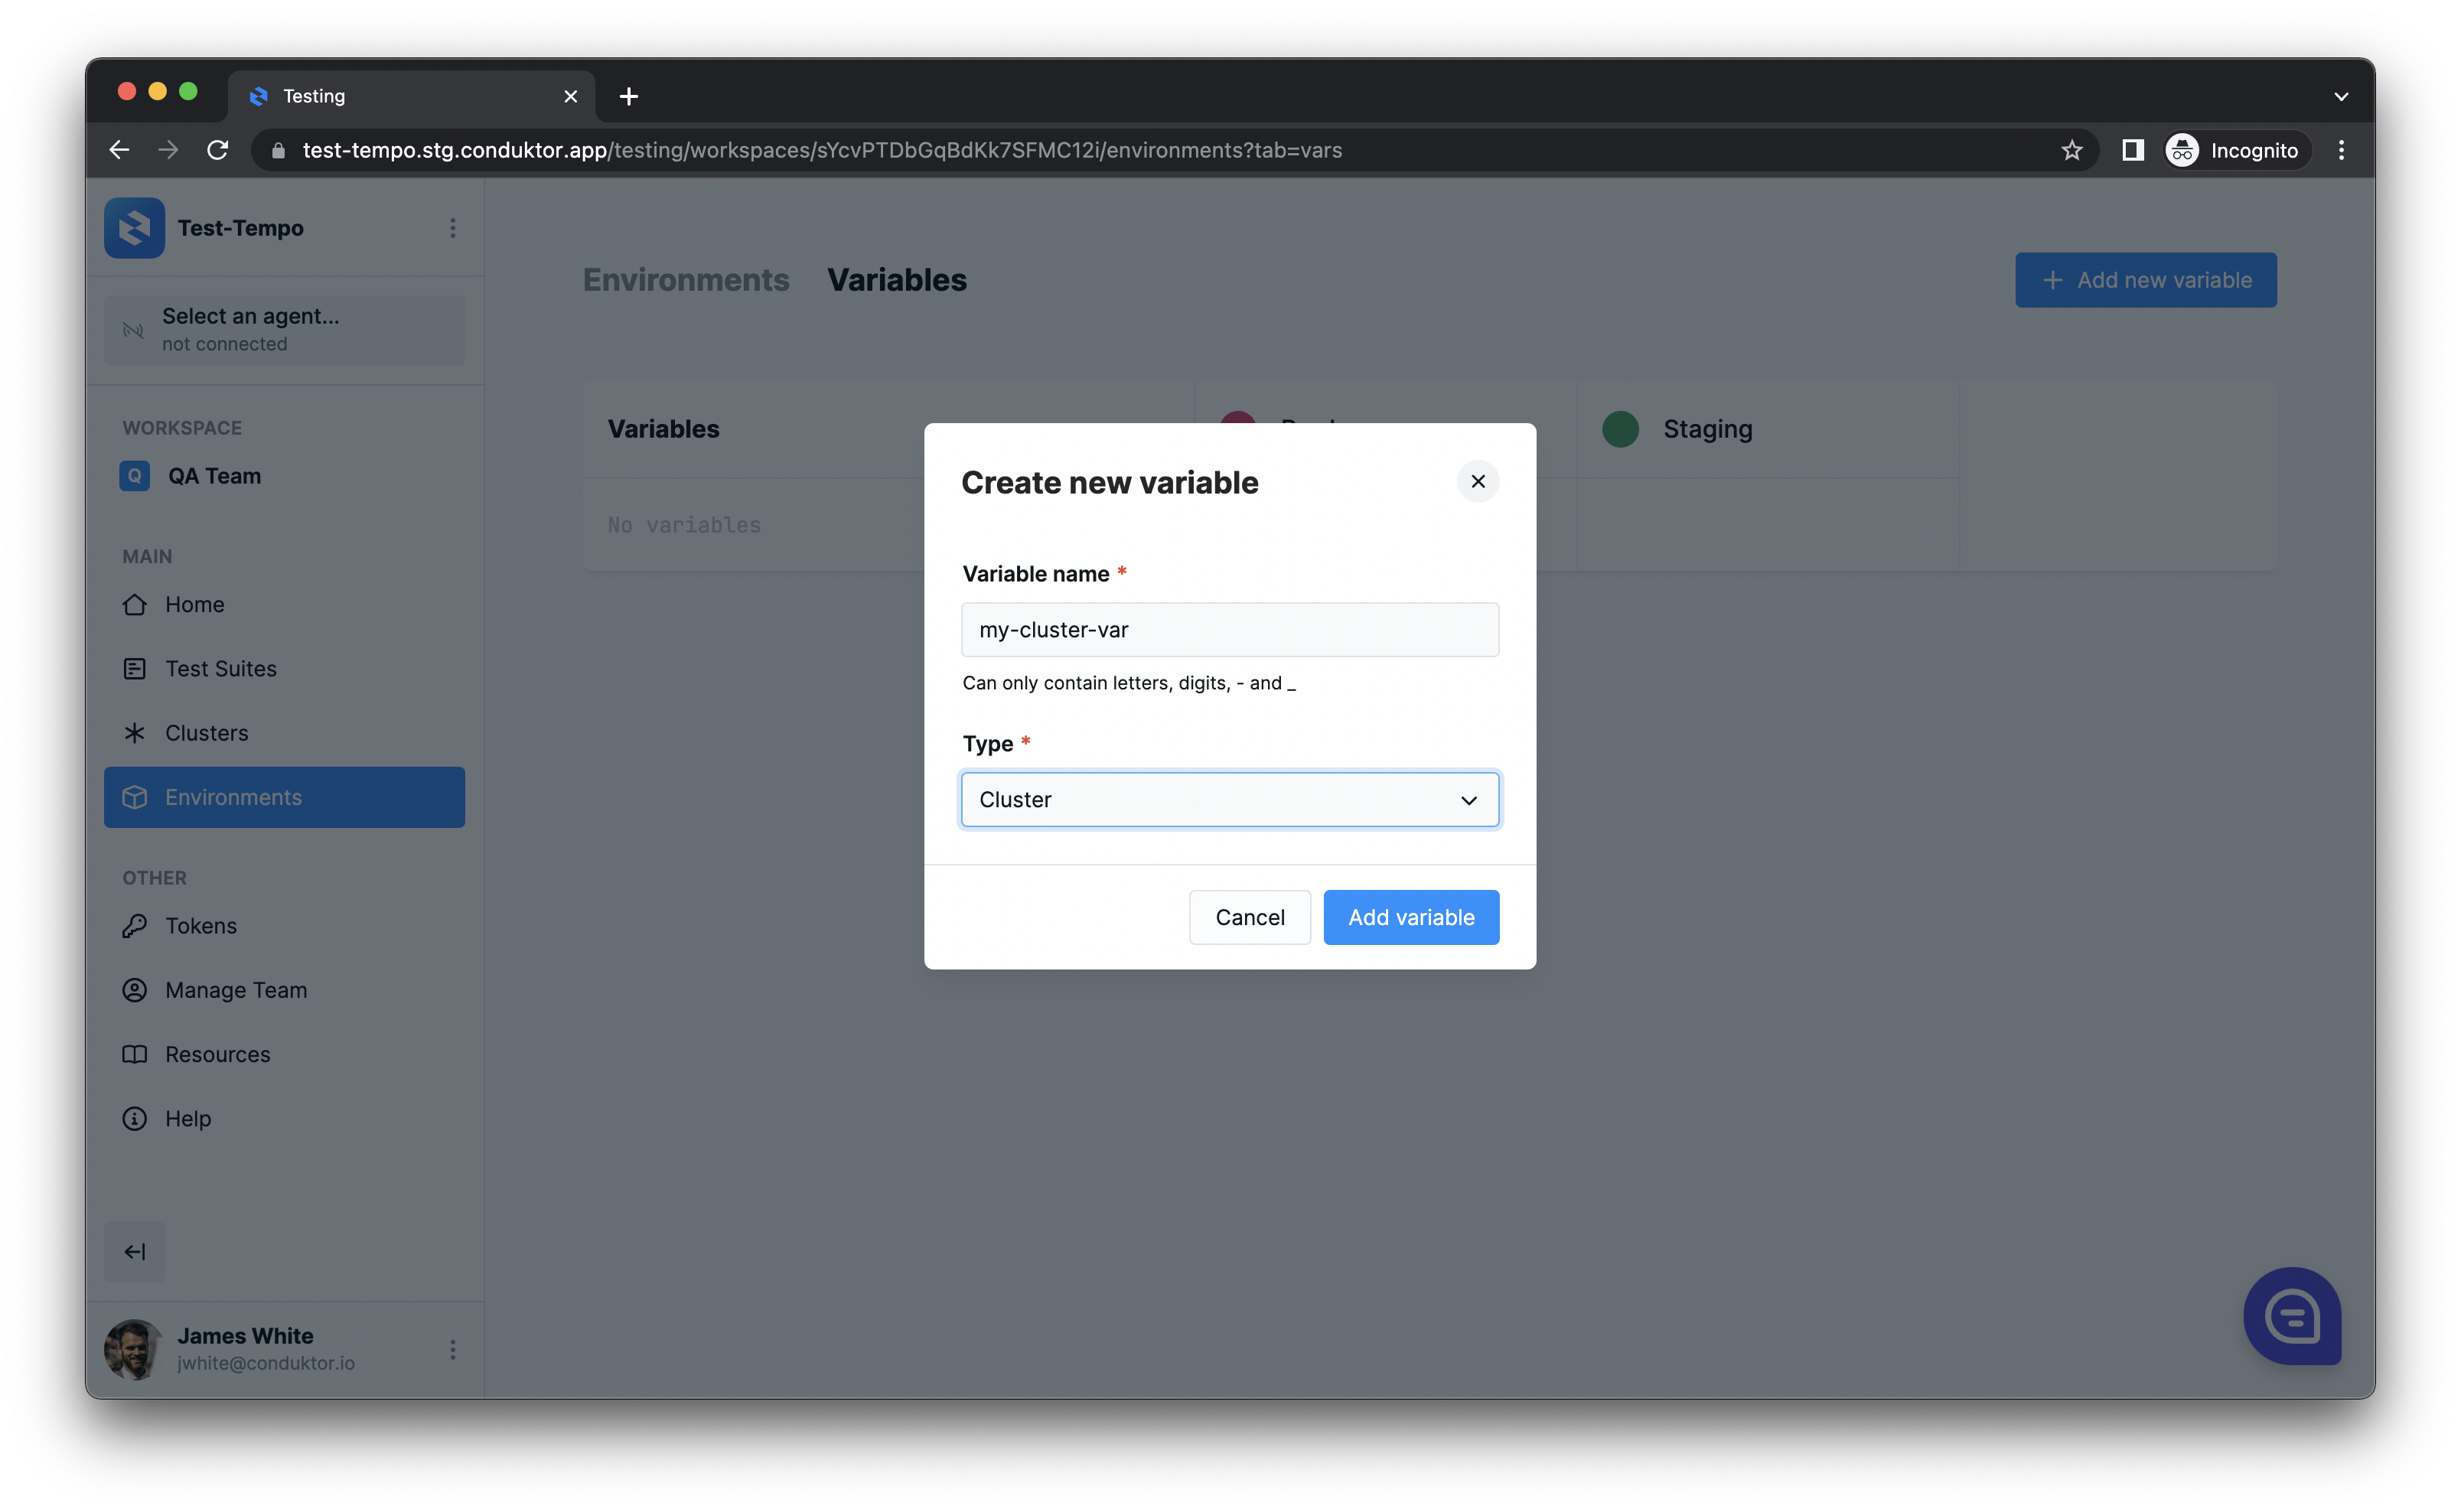 Testing
test-tempo.stg.conduktor.app/testing/workspaces/sYcvPTDbGqBdKk7SFMC12i/environments?tab=vars
Incognito
Test-Tempo
Select an agent...
not connected
WORKSPACE
Q QA Team
MAIN
Home
Test Suites
Clusters
Environments
OTHER
Tokens
Manage Team
Resources
Help
James White
jwhite@conduktor.io
Environments Variables
+ Add new variable
Variables
Staging
No variables
Create new variable
Variable name *
my-cluster-var
Can only contain letters, digits, - and _
Type *
Cluster
Cancel
Add variable